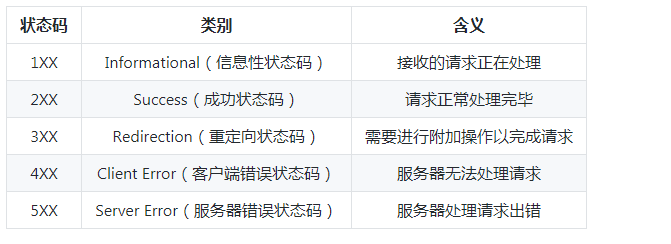 状态码 类别 含义
1XX Informational（信息性状态码） 接收的请求正在处理
2XX Success（成功状态码） 请求正常处理完毕
3XX Redirection（重定向状态码） 需要进行附加操作以完成请求
4XX Client Error（客户端错误状态码） 服务器无法处理请求
5XX Server Error（服务器错误状态码） 服务器处理请求出错